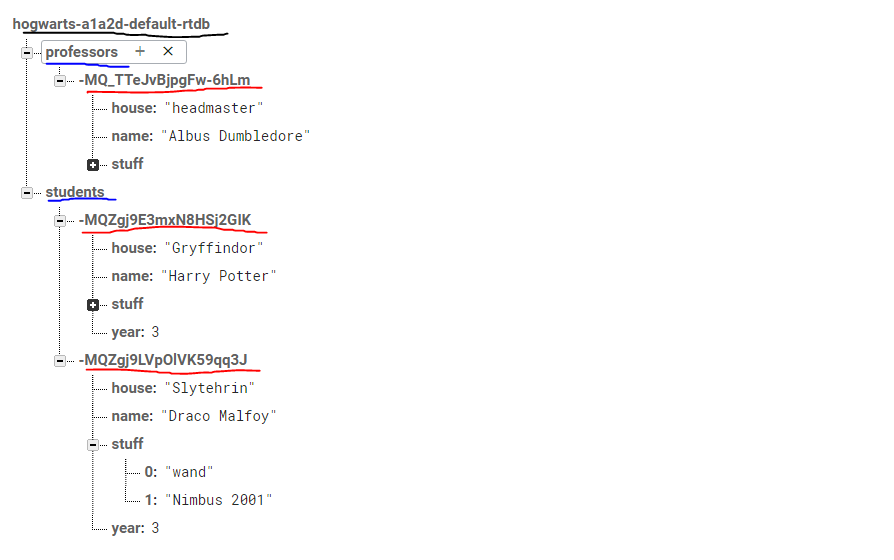 hogwarts-a1a2d-default-rtdb
professors + ×
-MQ_TTeJvBjpgFw-6hLm
house: "headmaster"
name: "Albus Dumbledore"
stuff
students
-MQZgj9E3mxN8HSj2GIK
house: "Gryffindor"
name: "Harry Potter"
stuff
year: 3
-MQZgj9LVpOlVK59qq3J
house: "Slytehrin"
name: "Draco Malfoy"
stuff
0: "wand"
1: "Nimbus 2001"
year: 3